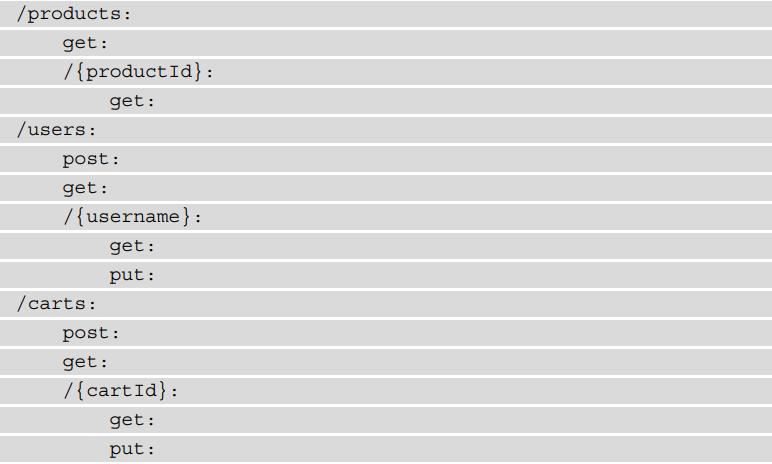 /products:
    get:
    /{productId}:
        get:
/users:
    post:
    get:
    /{username}:
        get:
        put:
/carts:
    post:
    get:
    /{cartId}:
        get:
        put: